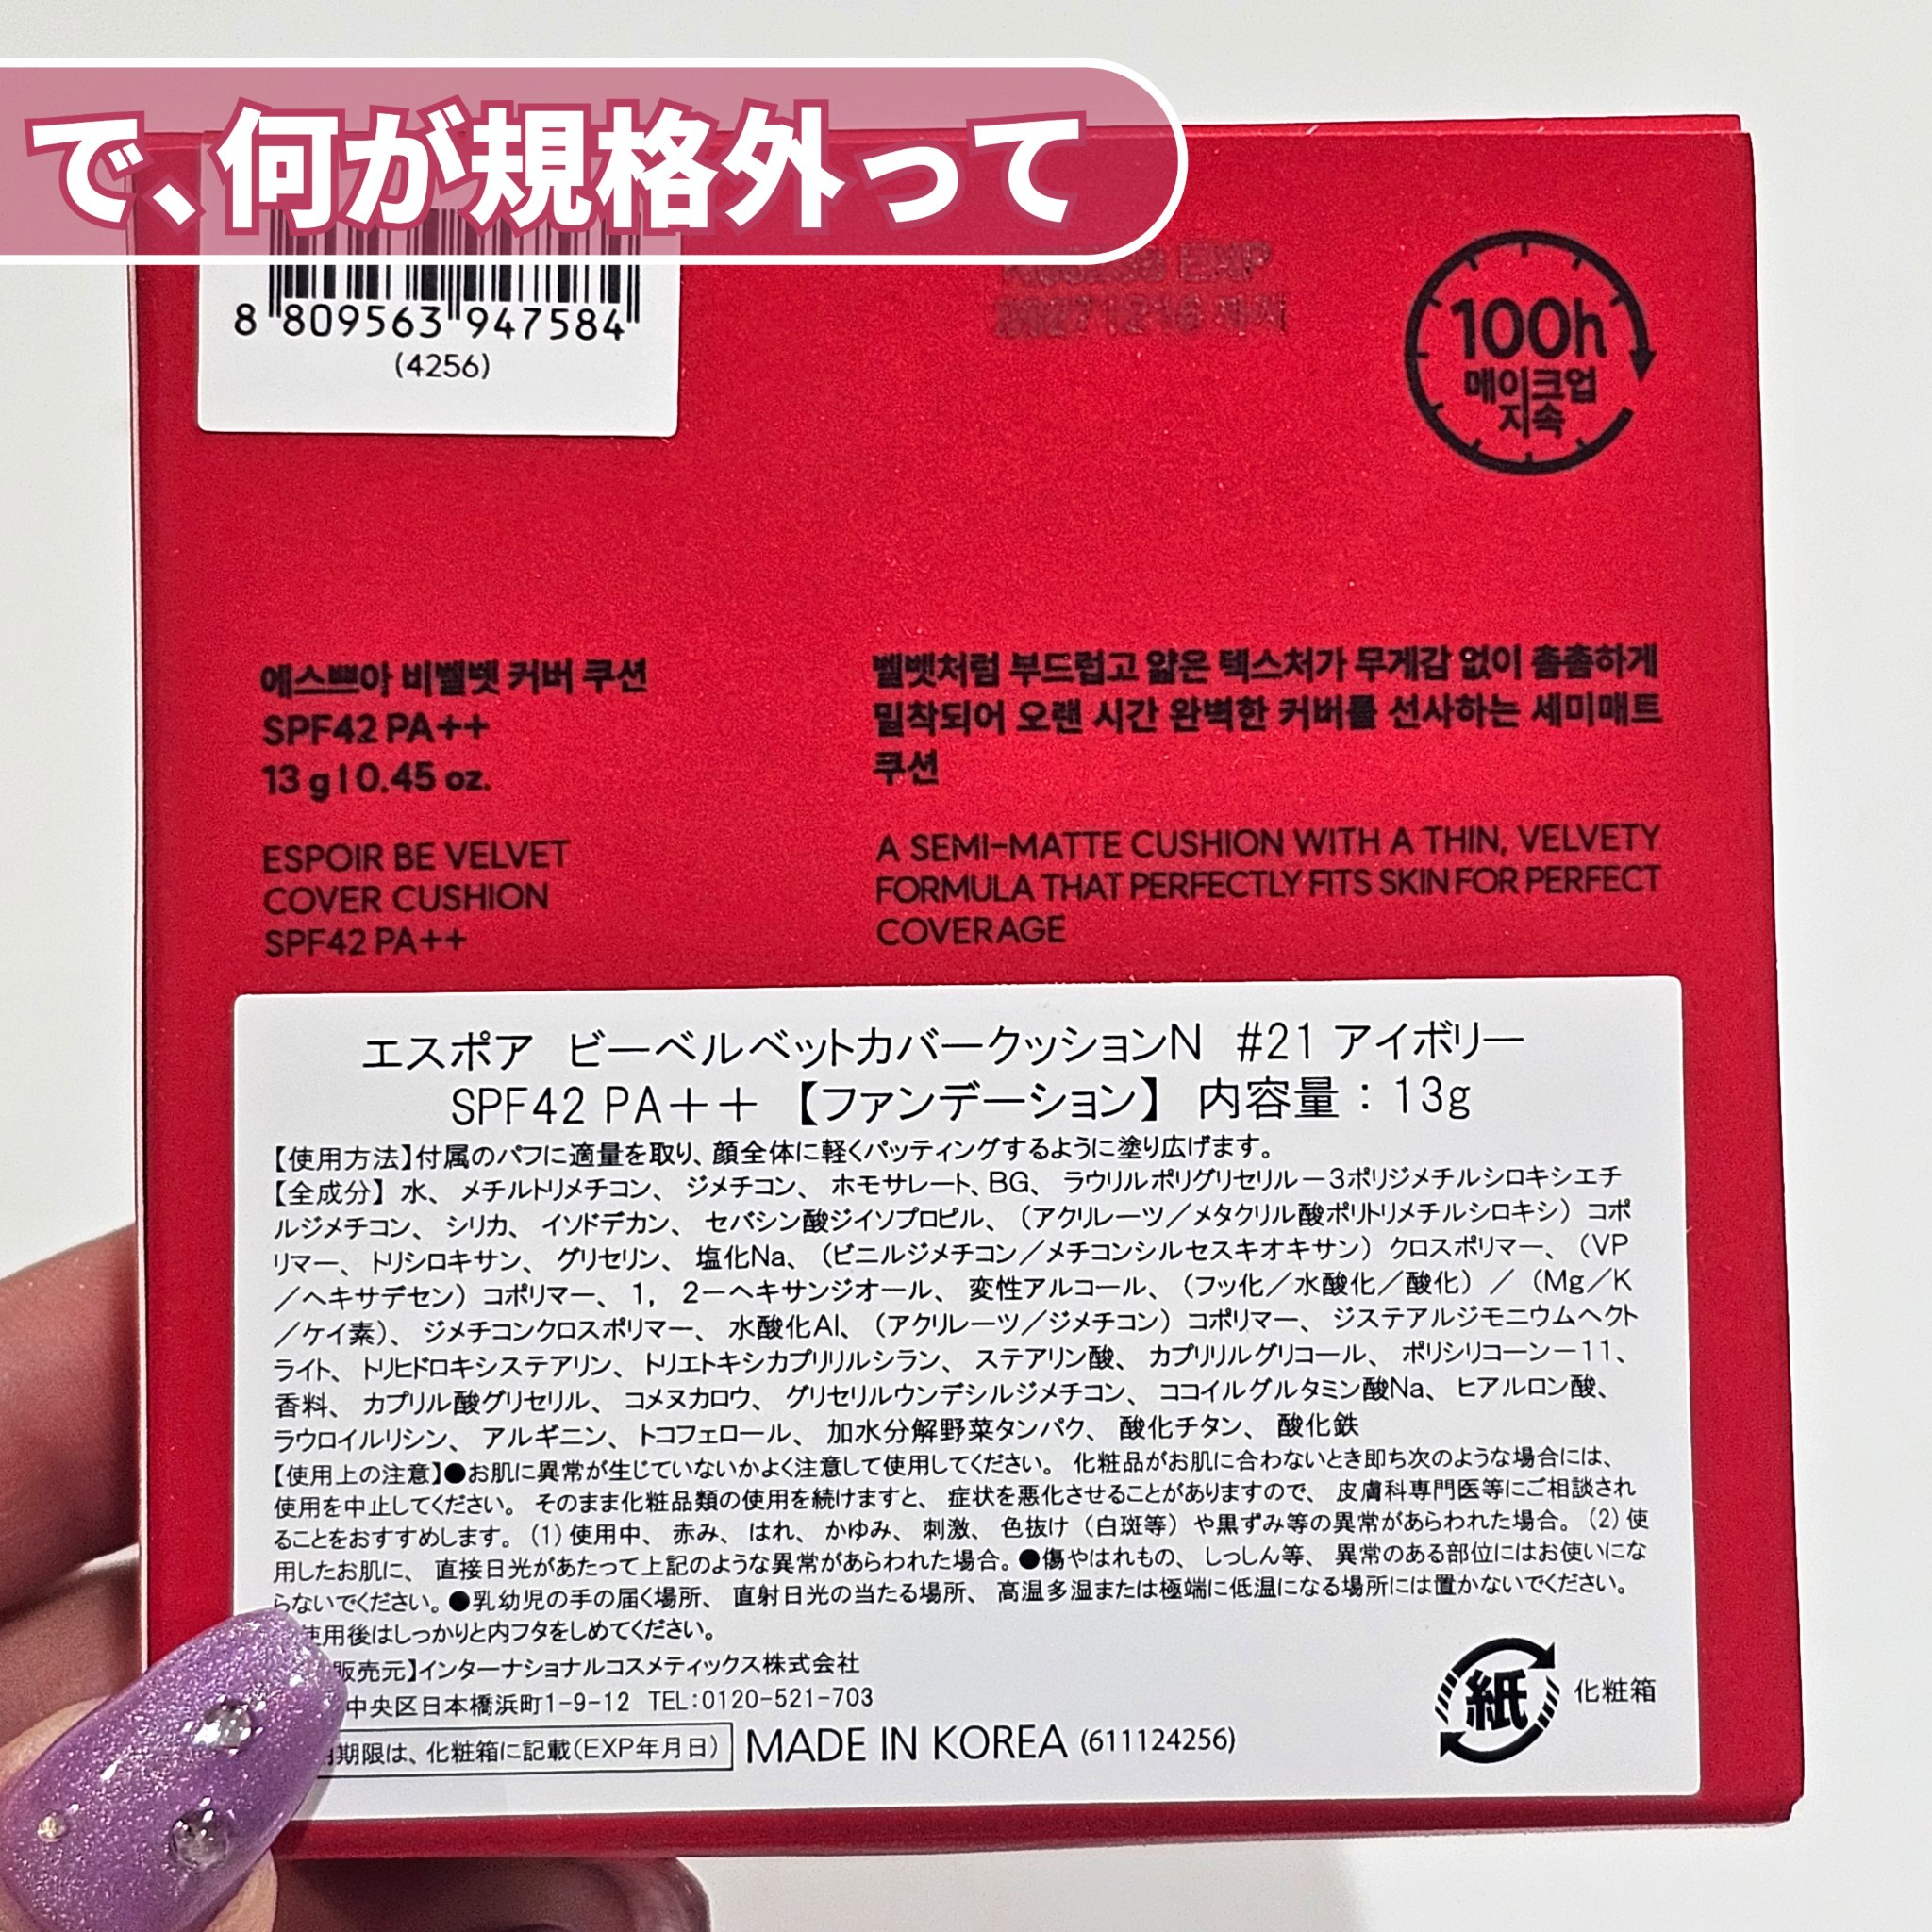 で、何が規格外って
8 809563 947584
(4256)
EXP
20271216 까지
100h
메이크업
지속
에스쁘아 비벨벳 커버 쿠션
SPF42 PA++
13 g | 0.45 oz.
벨벳처럼 부드럽고 얇은 텍스처가 무게감 없이 촘촘하게
밀착되어 오랜 시간 완벽한 커버를 선사하는 세미매트
쿠션
ESPOIR BE VELVET
COVER CUSHION
SPF42 PA++
A SEMI-MATTE CUSHION WITH A THIN, VELVETY
FORMULA THAT PERFECTLY FITS SKIN FOR PERFECT
COVERAGE
エスポア ビーベルベットカバークッションN #21 アイボリー
SPF42 PA＋＋【ファンデーション】 内容量：13g
【使用方法】付属のパフに適量を取り、顔全体に軽くパッティングするように塗り広げます。
【全成分】 水、 メチルトリメチコン、 ジメチコン、 ホモサレート、BG、 ラウリルポリグリセリル－3ポリジメチルシロキシエチ
ルジメチコン、 シリカ、 イソドデカン、 セバシン酸ジイソプロピル、（アクリレーツ／メタクリル酸ポリトリメチルシロキシ）コポ
リマー、 トリシロキサン、 グリセリン、 塩化Na、（ビニルジメチコン／メチコンシルセスキオキサン）クロスポリマー、（VP
／ヘキサデセン）コポリマー、 1， 2－ヘキサンジオール、 変性アルコール、（フッ化／水酸化／酸化）／（Mg／K
／ケイ素）、 ジメチコンクロスポリマー、 水酸化Al、（アクリレーツ／ジメチコン）コポリマー、 ジステアルジモニウムヘクト
ライト、 トリヒドロキシステアリン、 トリエトキシカプリリルシラン、 ステアリン酸、 カプリリルグリコール、 ポリシリコーン－11、
香料、 カプリル酸グリセリル、 コメヌカロウ、 グリセリルウンデシルジメチコン、 ココイルグルタミン酸Na、 ヒアルロン酸、
ラウロイルリシン、 アルギニン、 トコフェロール、 加水分解野菜タンパク、 酸化チタン、 酸化鉄
【使用上の注意】●お肌に異常が生じていないかよく注意して使用してください。 化粧品がお肌に合わないとき即ち次のような場合には、
使用を中止してください。 そのまま化粧品類の使用を続けますと、 症状を悪化させることがありますので、 皮膚科専門医等にご相談され
ることをおすすめします。（1）使用中、 赤み、 はれ、 かゆみ、 刺激、 色抜け（白斑等）や黒ずみ等の異常があらわれた場合。（2）使
用したお肌に、 直接日光があたって上記のような異常があらわれた場合。●傷やはれもの、 しっしん等、 異常のある部位にはお使いにな
らないでください。●乳幼児の手の届く場所、 直射日光の当たる場所、 高温多湿または極端に低温になる場所には置かないでください。
使用後はしっかりと内フタをしめてください。
販売元】インターナショナルコスメティックス株式会社
中央区日本橋浜町1-9-12 TEL:0120-521-703
期限は、化粧箱に記載(EXP年月日)
MADE IN KOREA (611124256)
紙 化粧箱